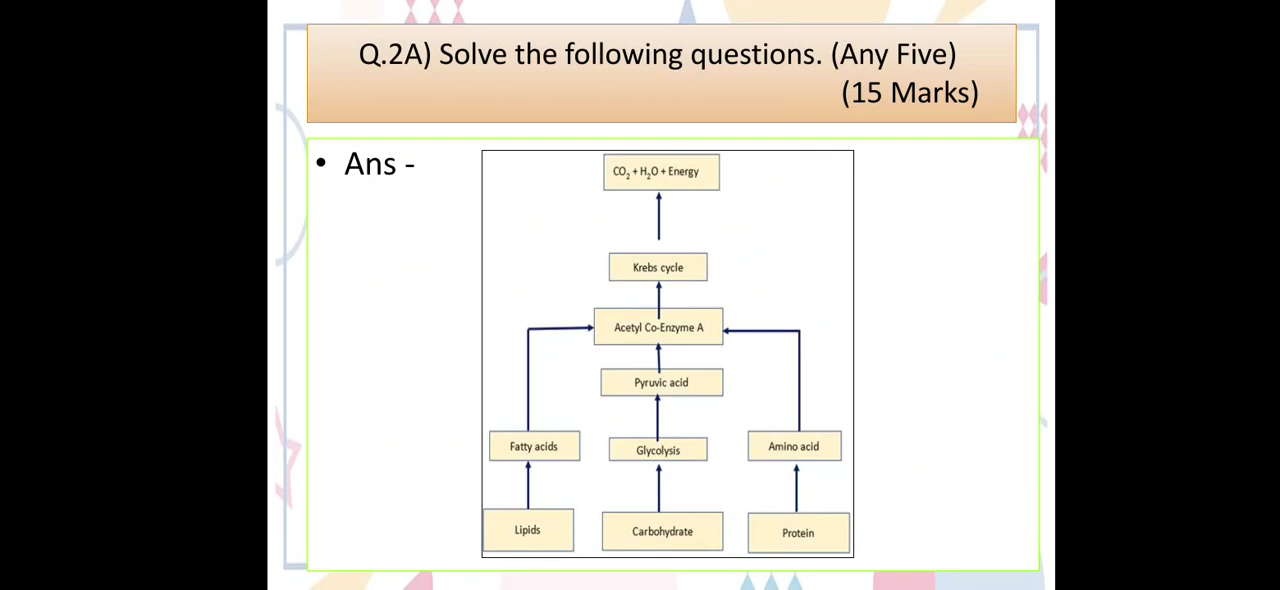 Q.2A) Solve the following questions. (Any Five)
(15 Marks)
• Ans -
CO₂ + H₂O + Energy
Krebs cycle
Acetyl Co-Enzyme A
Pyruvic acid
Fatty acids
Glycolysis
Amino acid
Lipids
Carbohydrate
Protein